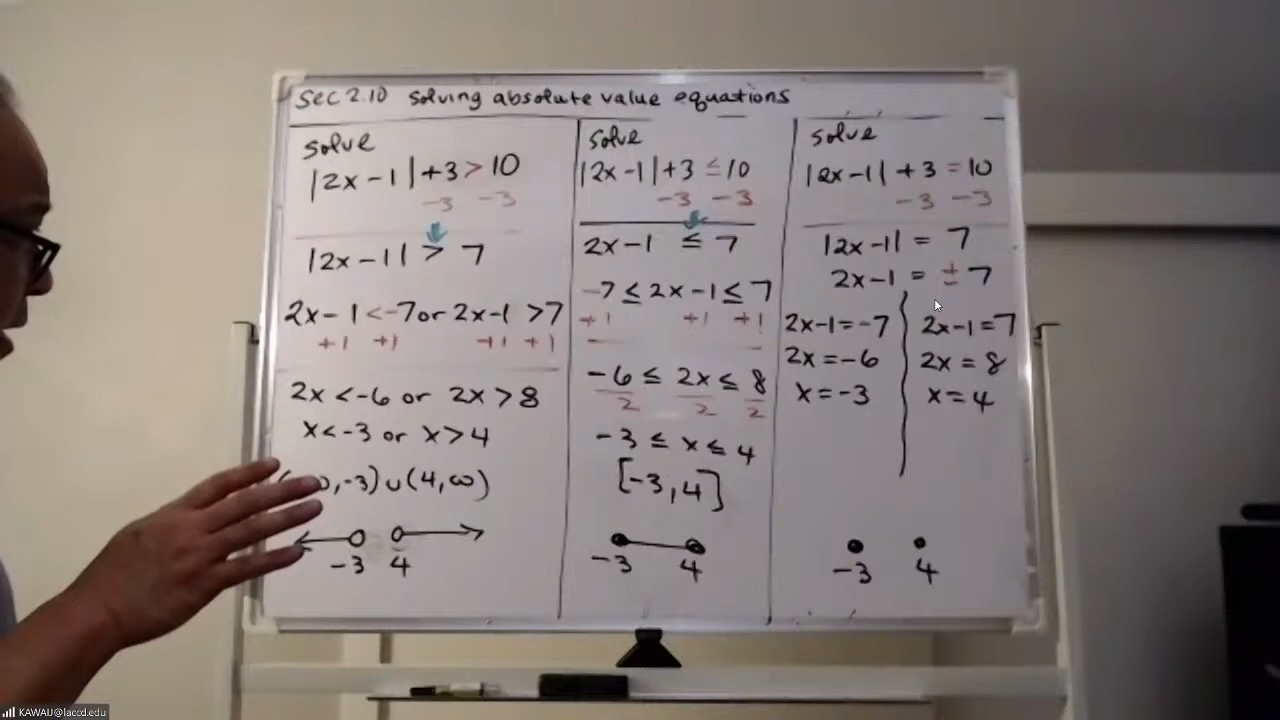 sec 2.10 solving absolute value equations
solve
|2x-1|+3>10
-3 -3
|2x-1| > 7
2x-1<-7 or 2x-1>7
+1 +1 +1 +1
2x<-6 or 2x>8
x<-3 or x>4
∞,-3)∪(4,∞)
-3 4
solve
|2x-1|+3≤10
-3 -3
2x-1 ≤ 7
-7≤2x-1≤7
+1 +1 +1
-6≤2x≤8
2 2 2
-3≤x≤4
[-3,4]
-3 4
solve
|2x-1|+3=10
-3 -3
|2x-1| = 7
2x-1 = ±7
2x-1=-7
2x=-6
x=-3
2x-1=7
2x=8
x=4
-3 4
KAWAIJ@laccd.edu